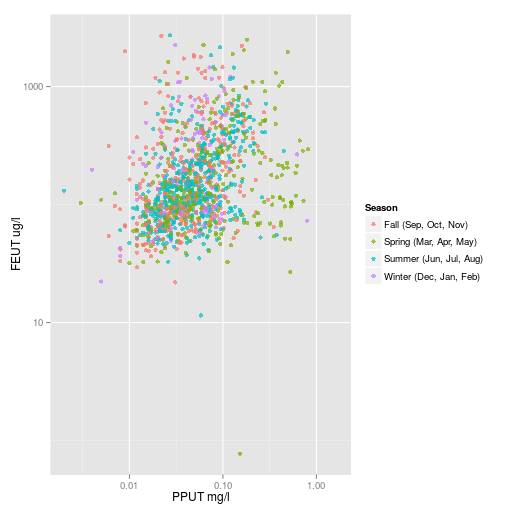 1000
10
FEUT ug/l
0.01
0.10
1.00
PPUT mg/l
Season
Fall (Sep, Oct, Nov)
Spring (Mar, Apr, May)
Summer (Jun, Jul, Aug)
Winter (Dec, Jan, Feb)